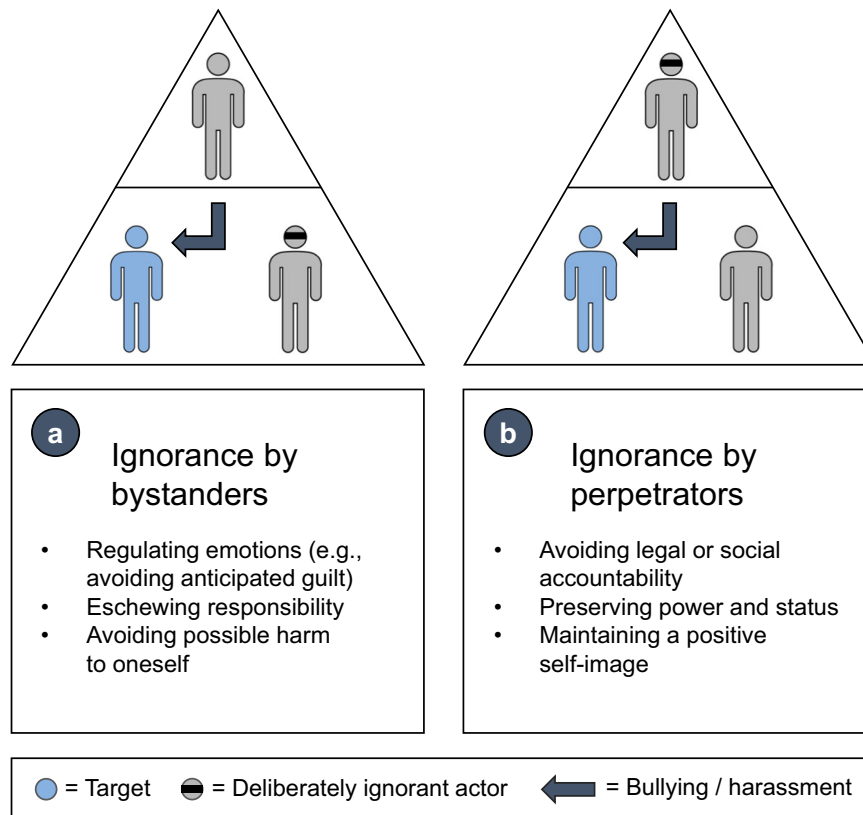 a
Ignorance by
bystanders
• Regulating emotions (e.g.,
avoiding anticipated guilt)
• Eschewing responsibility
• Avoiding possible harm
to oneself
b
Ignorance by
perpetrators
• Avoiding legal or social
accountability
• Preserving power and status
• Maintaining a positive
self-image
= Target = Deliberately ignorant actor = Bullying / harassment